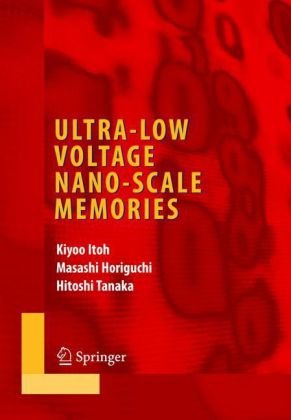 ULTRA-LOW
VOLTAGE
NANO-SCALE
MEMORIES
Kiyoo Itoh
Masashi Horiguchi
Hitoshi Tanaka
Springer